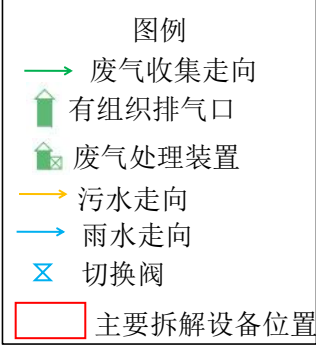 图例
废气收集走向
有组织排气口
废气处理装置
污水走向
雨水走向
切换阀
主要拆解设备位置